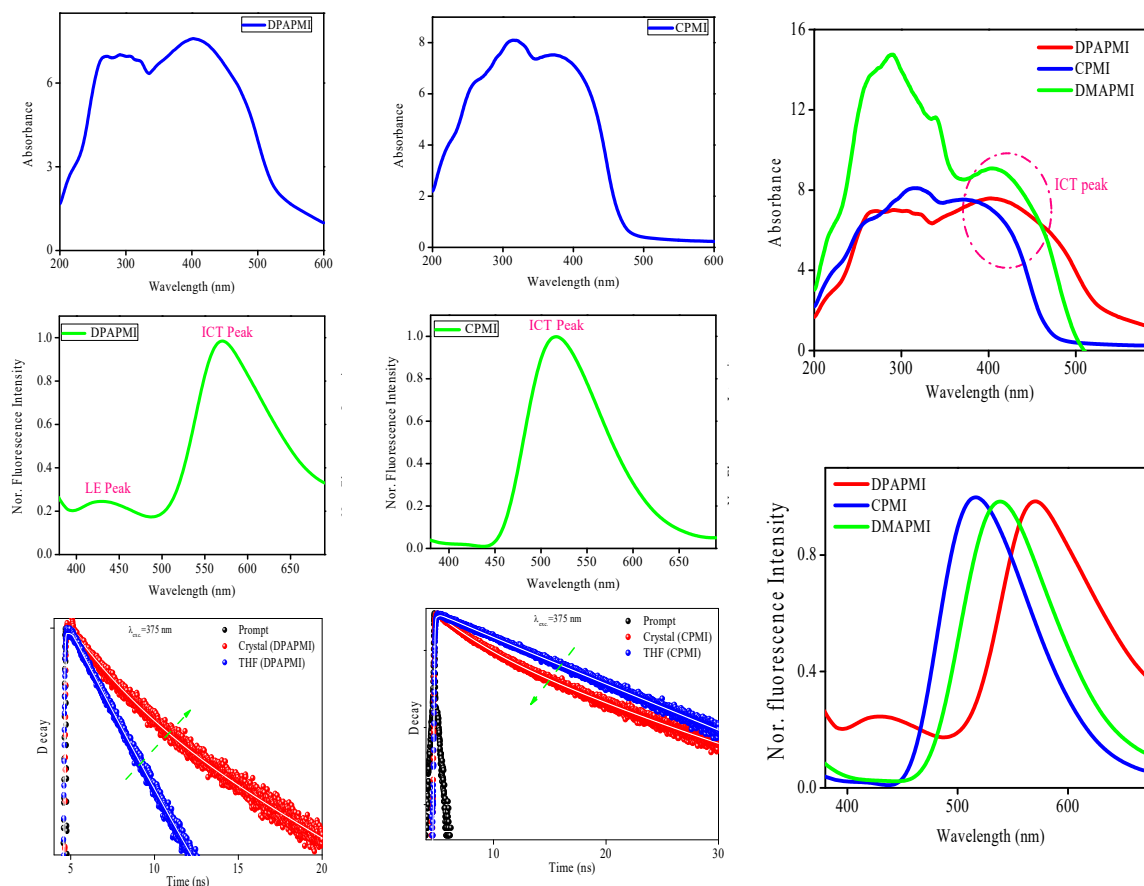 DPAPMI
6
3
0
Absorbance
200 300 400 500 600
Wavelength (nm)
CPMI
8
6
4
2
0
Absorbance
200 300 400 500 600
Wavelength (nm)
16
12
8
4
0
Absorbance
DPAPMI
CPMI
DMAPMI
ICT peak
200 300 400 500
Wavelength (nm)
DPAPMI
ICT Peak
LE Peak
1.0
0.8
0.6
0.4
0.2
0.0
Nor. Fluorescence Intensity
400 450 500 550 600 650
Wavelength (nm)
CPMI
ICT Peak
1.0
0.8
0.6
0.4
0.2
0.0
Nor. Fluorescence Intensity
400 450 500 550 600 650
Wavelength (nm)
DPAPMI
CPMI
DMAPMI
0.8
0.4
0.0
Nor. fluorescence Intensity
400 500 600
Wavelength (nm)
λexc.=375 nm
Prompt
Crystal (DPAPMI)
THF (DPAPMI)
Decay
5 10 15 20
Time (ns)
λexc.=375 nm
Prompt
Crystal (CPMI)
THF (CPMI)
Decay
10 20 30
Time (ns)